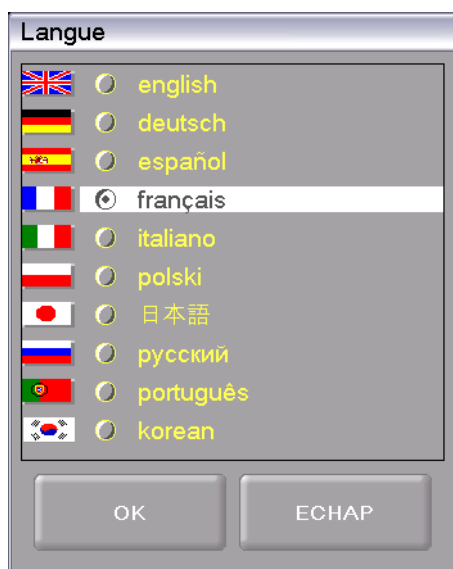 Langue
english
deutsch
español
français
italiano
polski
日本語
русский
português
korean
OK ECHAP